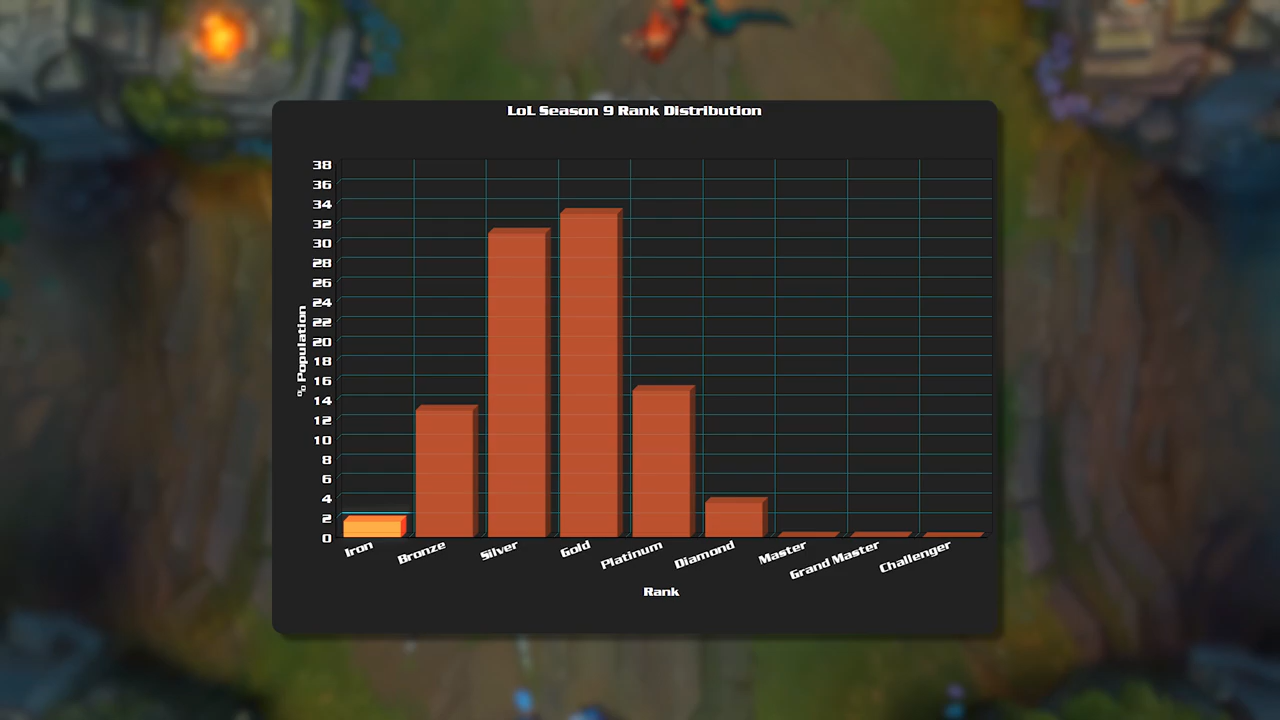 LoL Season 9 Rank Distribution
38
36
34
32
30
28
26
24
22
20
18
16
14
12
10
8
6
4
2
0
% Population
Iron
Bronze
Silver
Gold
Platinum
Diamond
Master
Grand Master
Challenger
Rank